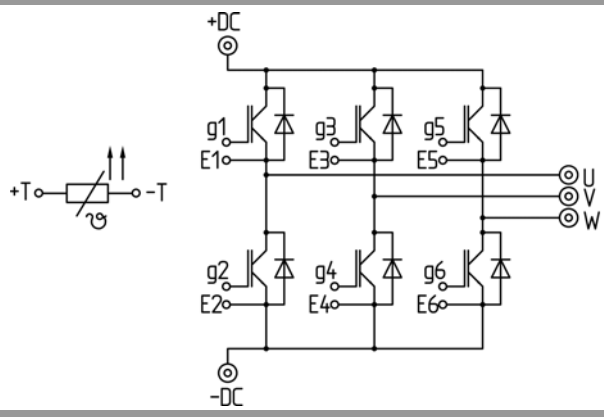 +DC
g1 g3 g5
E1 E3 E5
+T -T
ϑ
U
V
W
g2 g4 g6
E2 E4 E6
-DC